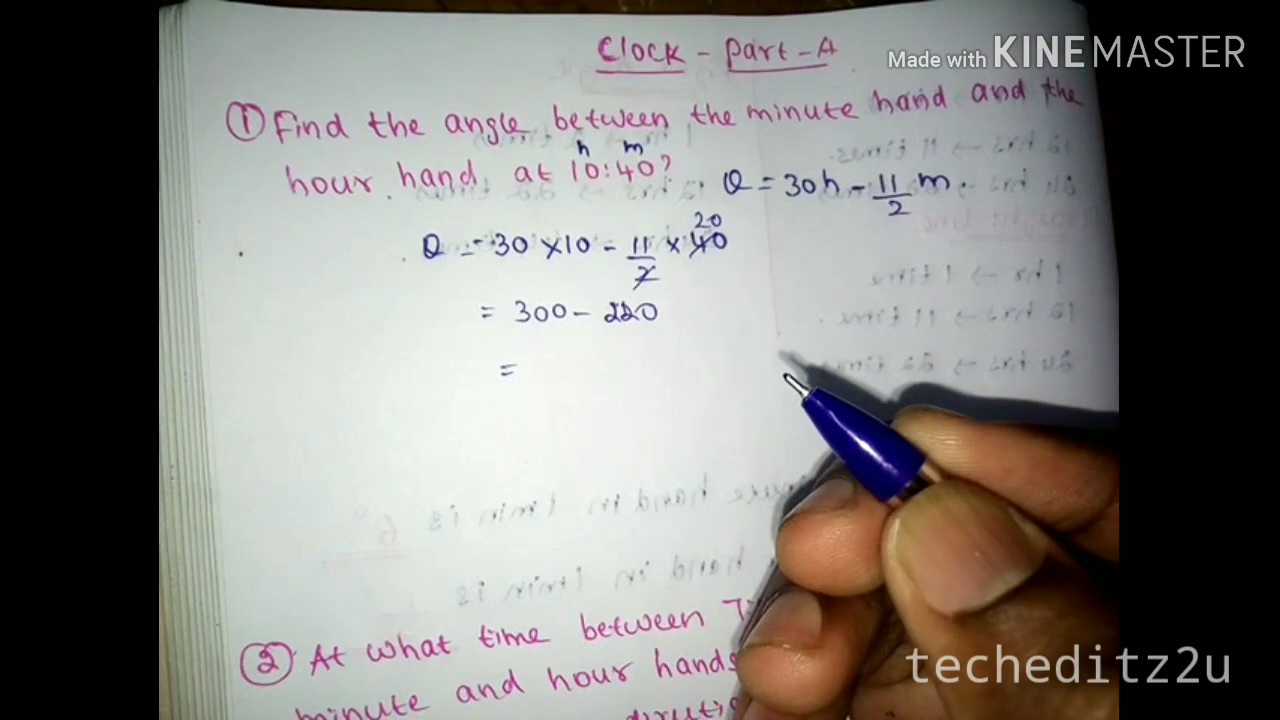 Clock - Part-A
Made with KINEMASTER
① Find the angle between the minute hand and the
h m
hour hand at 10:40?
θ = 30h - 11/2 m.
20
θ = 30 × 10 - 11/2 × 40
= 300 - 220
=
② At what time between
minute and hour hands
techeditz2u